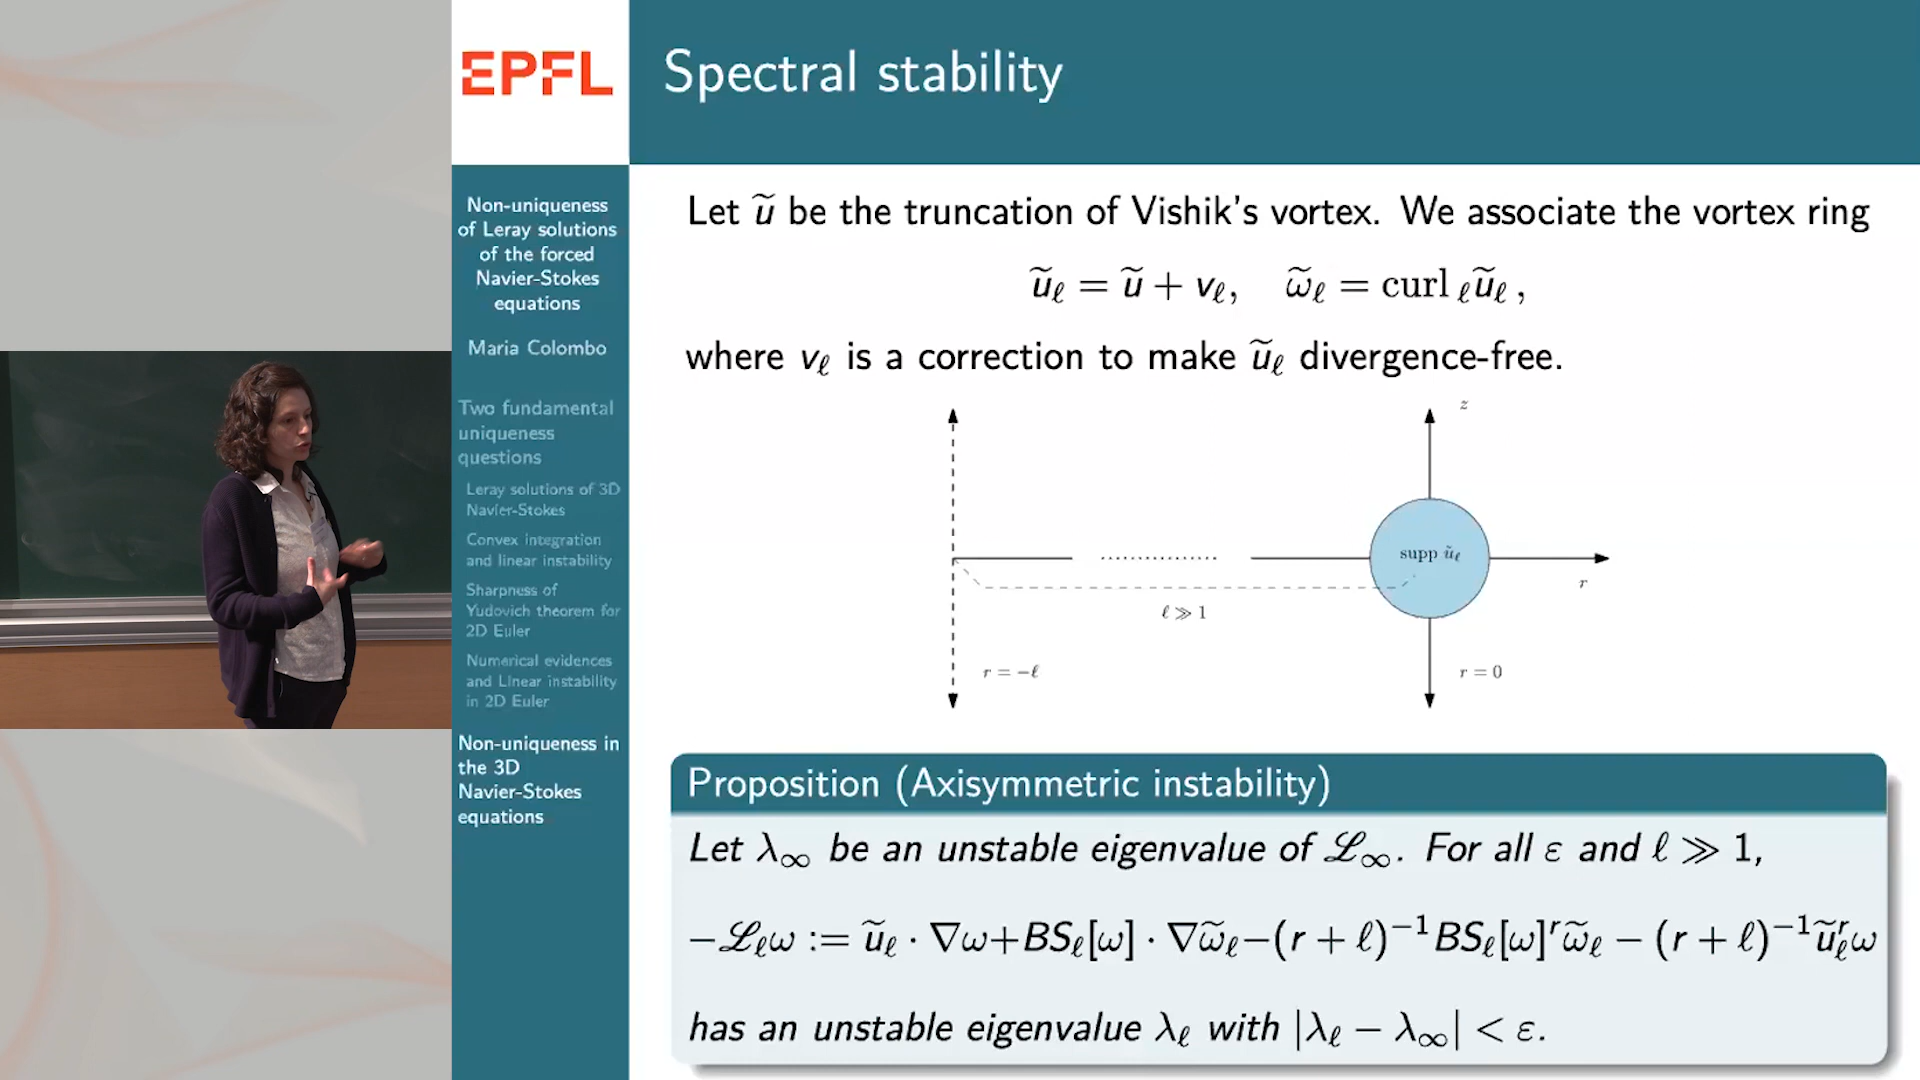 EPFL
Spectral stability
Non-uniqueness
of Leray solutions
of the forced
Navier-Stokes
equations
Maria Colombo
Two fundamental
uniqueness
questions
Leray solutions of 3D
Navier-Stokes
Convex integration
and linear instability
Sharpness of
Yudovich theorem for
2D Euler
Numerical evidences
and Linear instability
in 2D Euler
Non-uniqueness in
the 3D
Navier-Stokes
equations
Let ũ be the truncation of Vishik's vortex. We associate the vortex ring
ũ_ℓ = ũ + v_ℓ, ω̃_ℓ = curl_ℓ ũ_ℓ ,
where v_ℓ is a correction to make ũ_ℓ divergence-free.
z
supp ũ_ℓ
r
ℓ ≫ 1
r = −ℓ
r = 0
Proposition (Axisymmetric instability)
Let λ_∞ be an unstable eigenvalue of ℒ_∞. For all ε and ℓ ≫ 1,
−ℒ_ℓ ω := ũ_ℓ · ∇ω+BS_ℓ[ω] · ∇ω̃_ℓ−(r + ℓ)^{−1}BS_ℓ[ω]^r ω̃_ℓ − (r + ℓ)^{−1}ũ_ℓ^r ω
has an unstable eigenvalue λ_ℓ with |λ_ℓ − λ_∞| < ε.